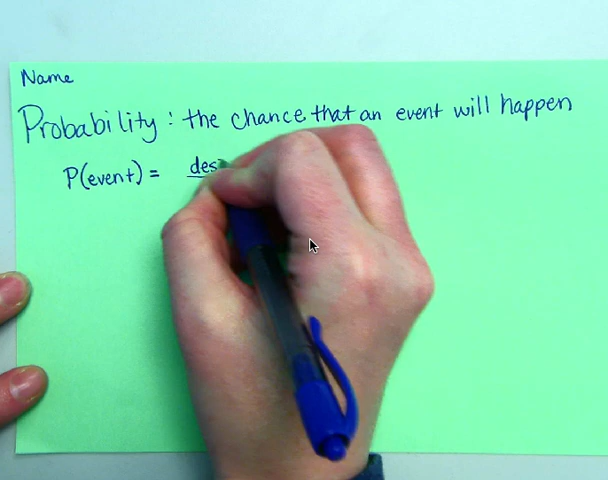 Name
Probability : the chance that an event will happen
P(event) = des